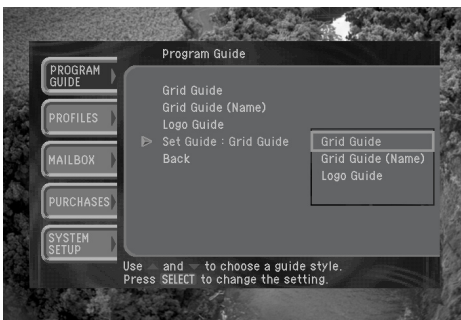 Program Guide
PROGRAM
GUIDE
PROFILES
MAILBOX
PURCHASES
SYSTEM
SETUP
Grid Guide
Grid Guide (Name)
Logo Guide
Set Guide : Grid Guide
Back
Grid Guide
Grid Guide (Name)
Logo Guide
Use and to choose a guide style.
Press SELECT to change the setting.